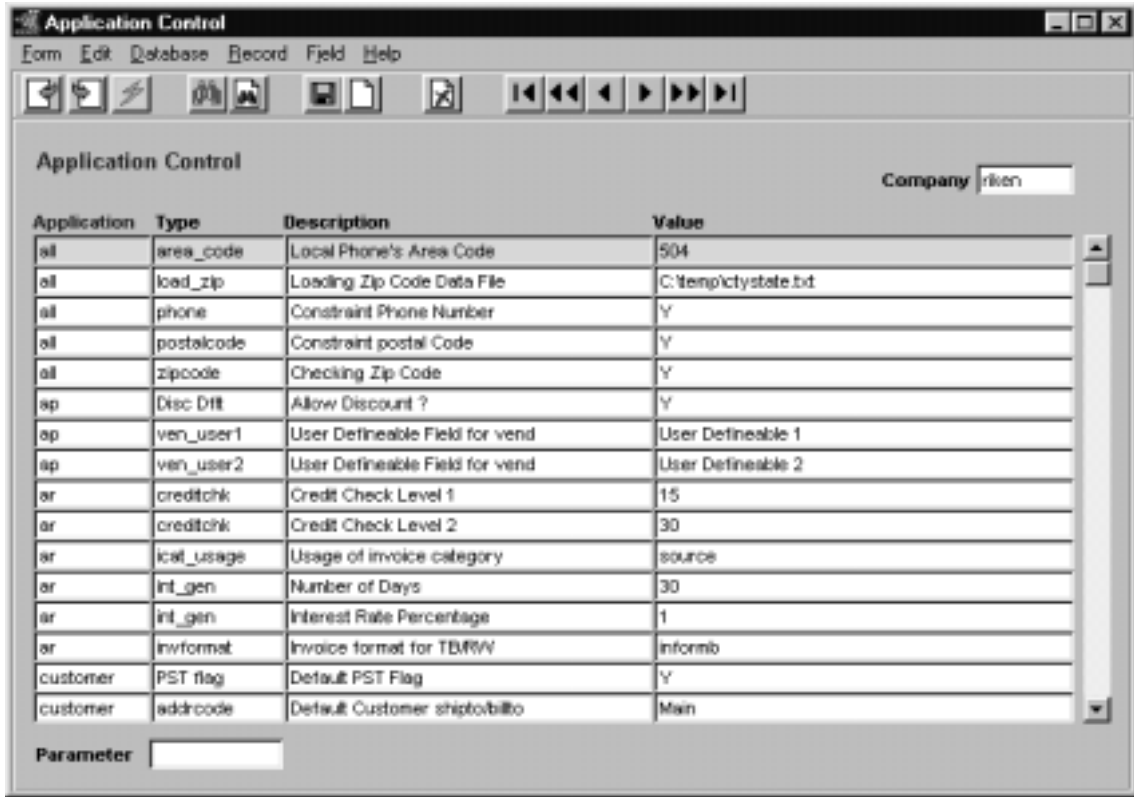 Application Control
Form Edit Database Record Field Help
Application Control
Company riken
Application Type Description Value
all area_code Local Phone's Area Code 504
all load_zip Loading Zip Code Data File C:\temp\ctystate.txt
all phone Constraint Phone Number Y
all postalcode Constraint postal Code Y
all zipcode Checking Zip Code Y
ap Disc Dflt Allow Discount ? Y
ap ven_user1 User Defineable Field for vend User Defineable 1
ap ven_user2 User Defineable Field for vend User Defineable 2
ar creditchk Credit Check Level 1 15
ar creditchk Credit Check Level 2 30
ar icat_usage Usage of invoice category source
ar int_gen Number of Days 30
ar int_gen Interest Rate Percentage 1
ar invformat Invoice format for TB/RW informb
customer PST flag Default PST Flag Y
customer addrcode Default Customer shipto/billto Main
Parameter